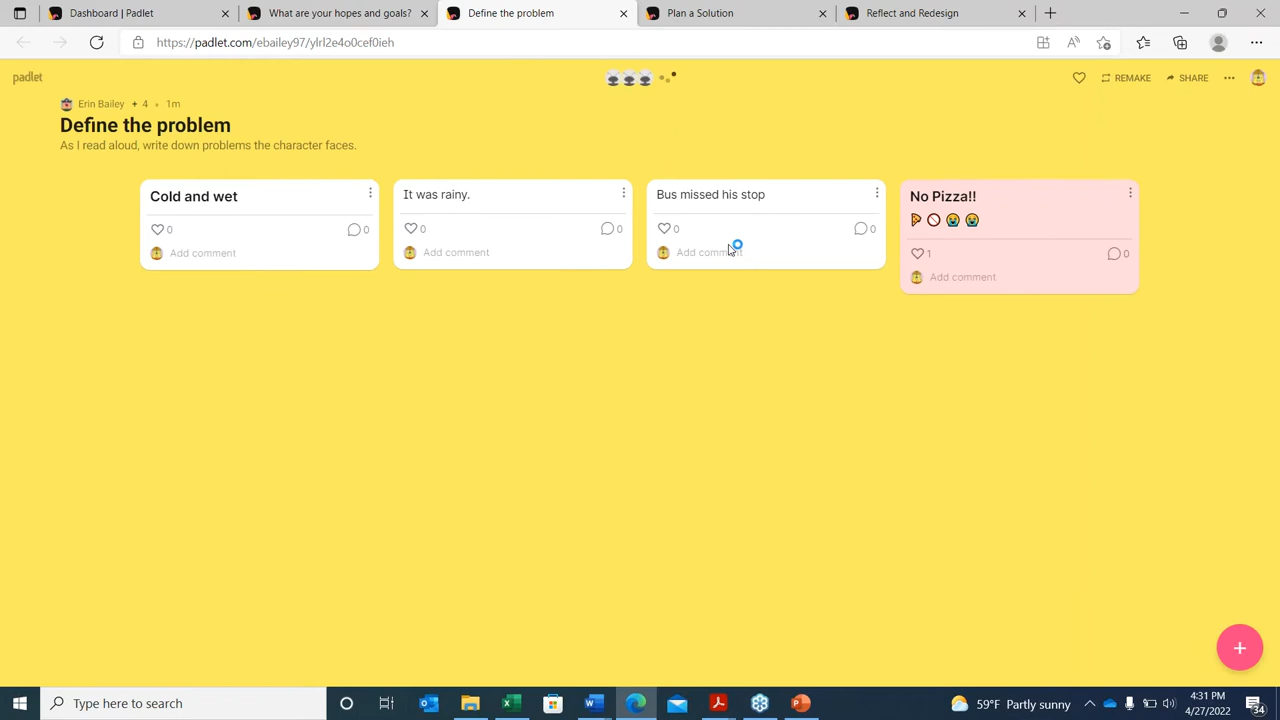 Dashboard | Padlet
What are your hopes and goals?
Define the problem
Plan a Solution
Reflect and Redesign
https://padlet.com/ebailey97/ylrl2e4o0cef0ieh
padlet
REMAKE
SHARE
Erin Bailey + 4 • 1m
Define the problem
As I read aloud, write down problems the character faces.
Cold and wet
0
0
Add comment
It was rainy.
0
0
Add comment
Bus missed his stop
0
0
Add comment
No Pizza!!
1
0
Add comment
Type here to search
59°F Partly sunny
4:31 PM
4/27/2022
34